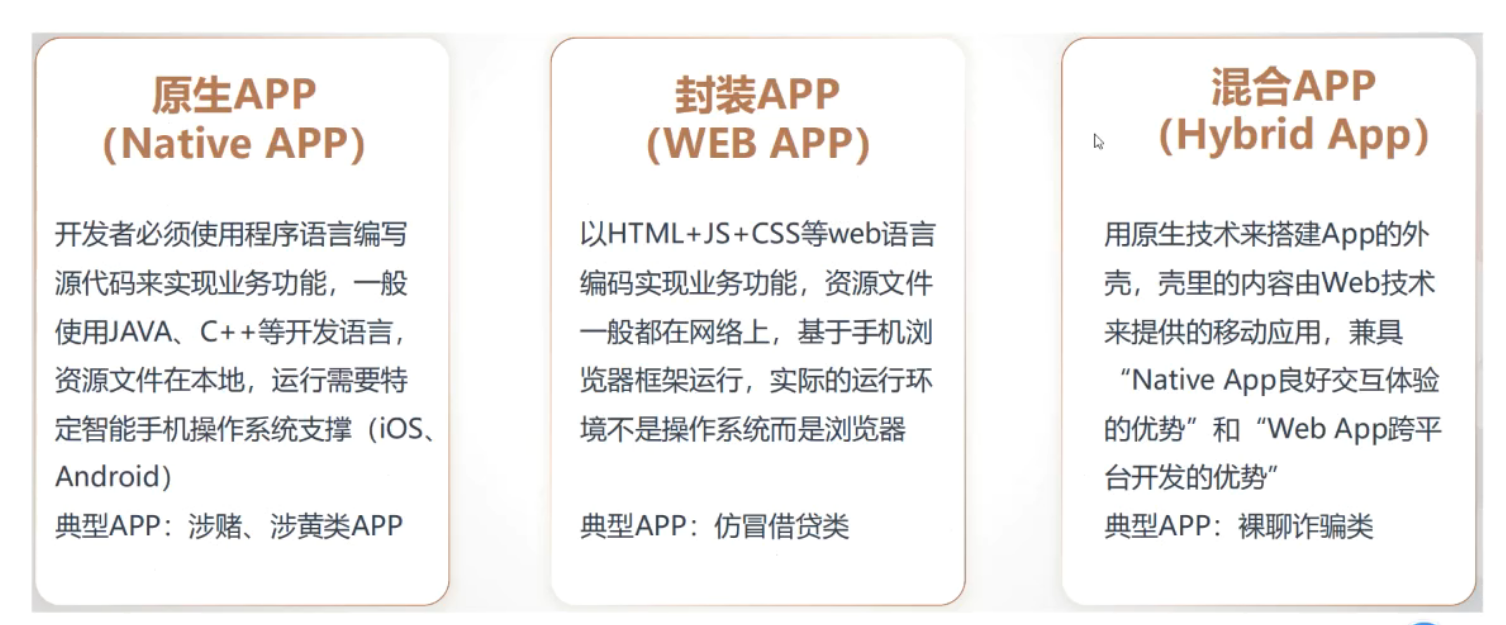 原生APP
（Native APP）
开发者必须使用程序语言编写
源代码来实现业务功能，一般
使用JAVA、C++等开发语言，
资源文件在本地，运行需要特
定智能手机操作系统支撑（iOS、
Android）
典型APP：涉赌、涉黄类APP
封装APP
（WEB APP）
以HTML+JS+CSS等web语言
编码实现业务功能，资源文件
一般都在网络上，基于手机浏
览器框架运行，实际的运行环
境不是操作系统而是浏览器
典型APP：仿冒借贷类
混合APP
（Hybrid App）
用原生技术来搭建App的外
壳，壳里的内容由Web技术
来提供的移动应用，兼具
“Native App良好交互体验
的优势”和“Web App跨平
台开发的优势”
典型APP：裸聊诈骗类